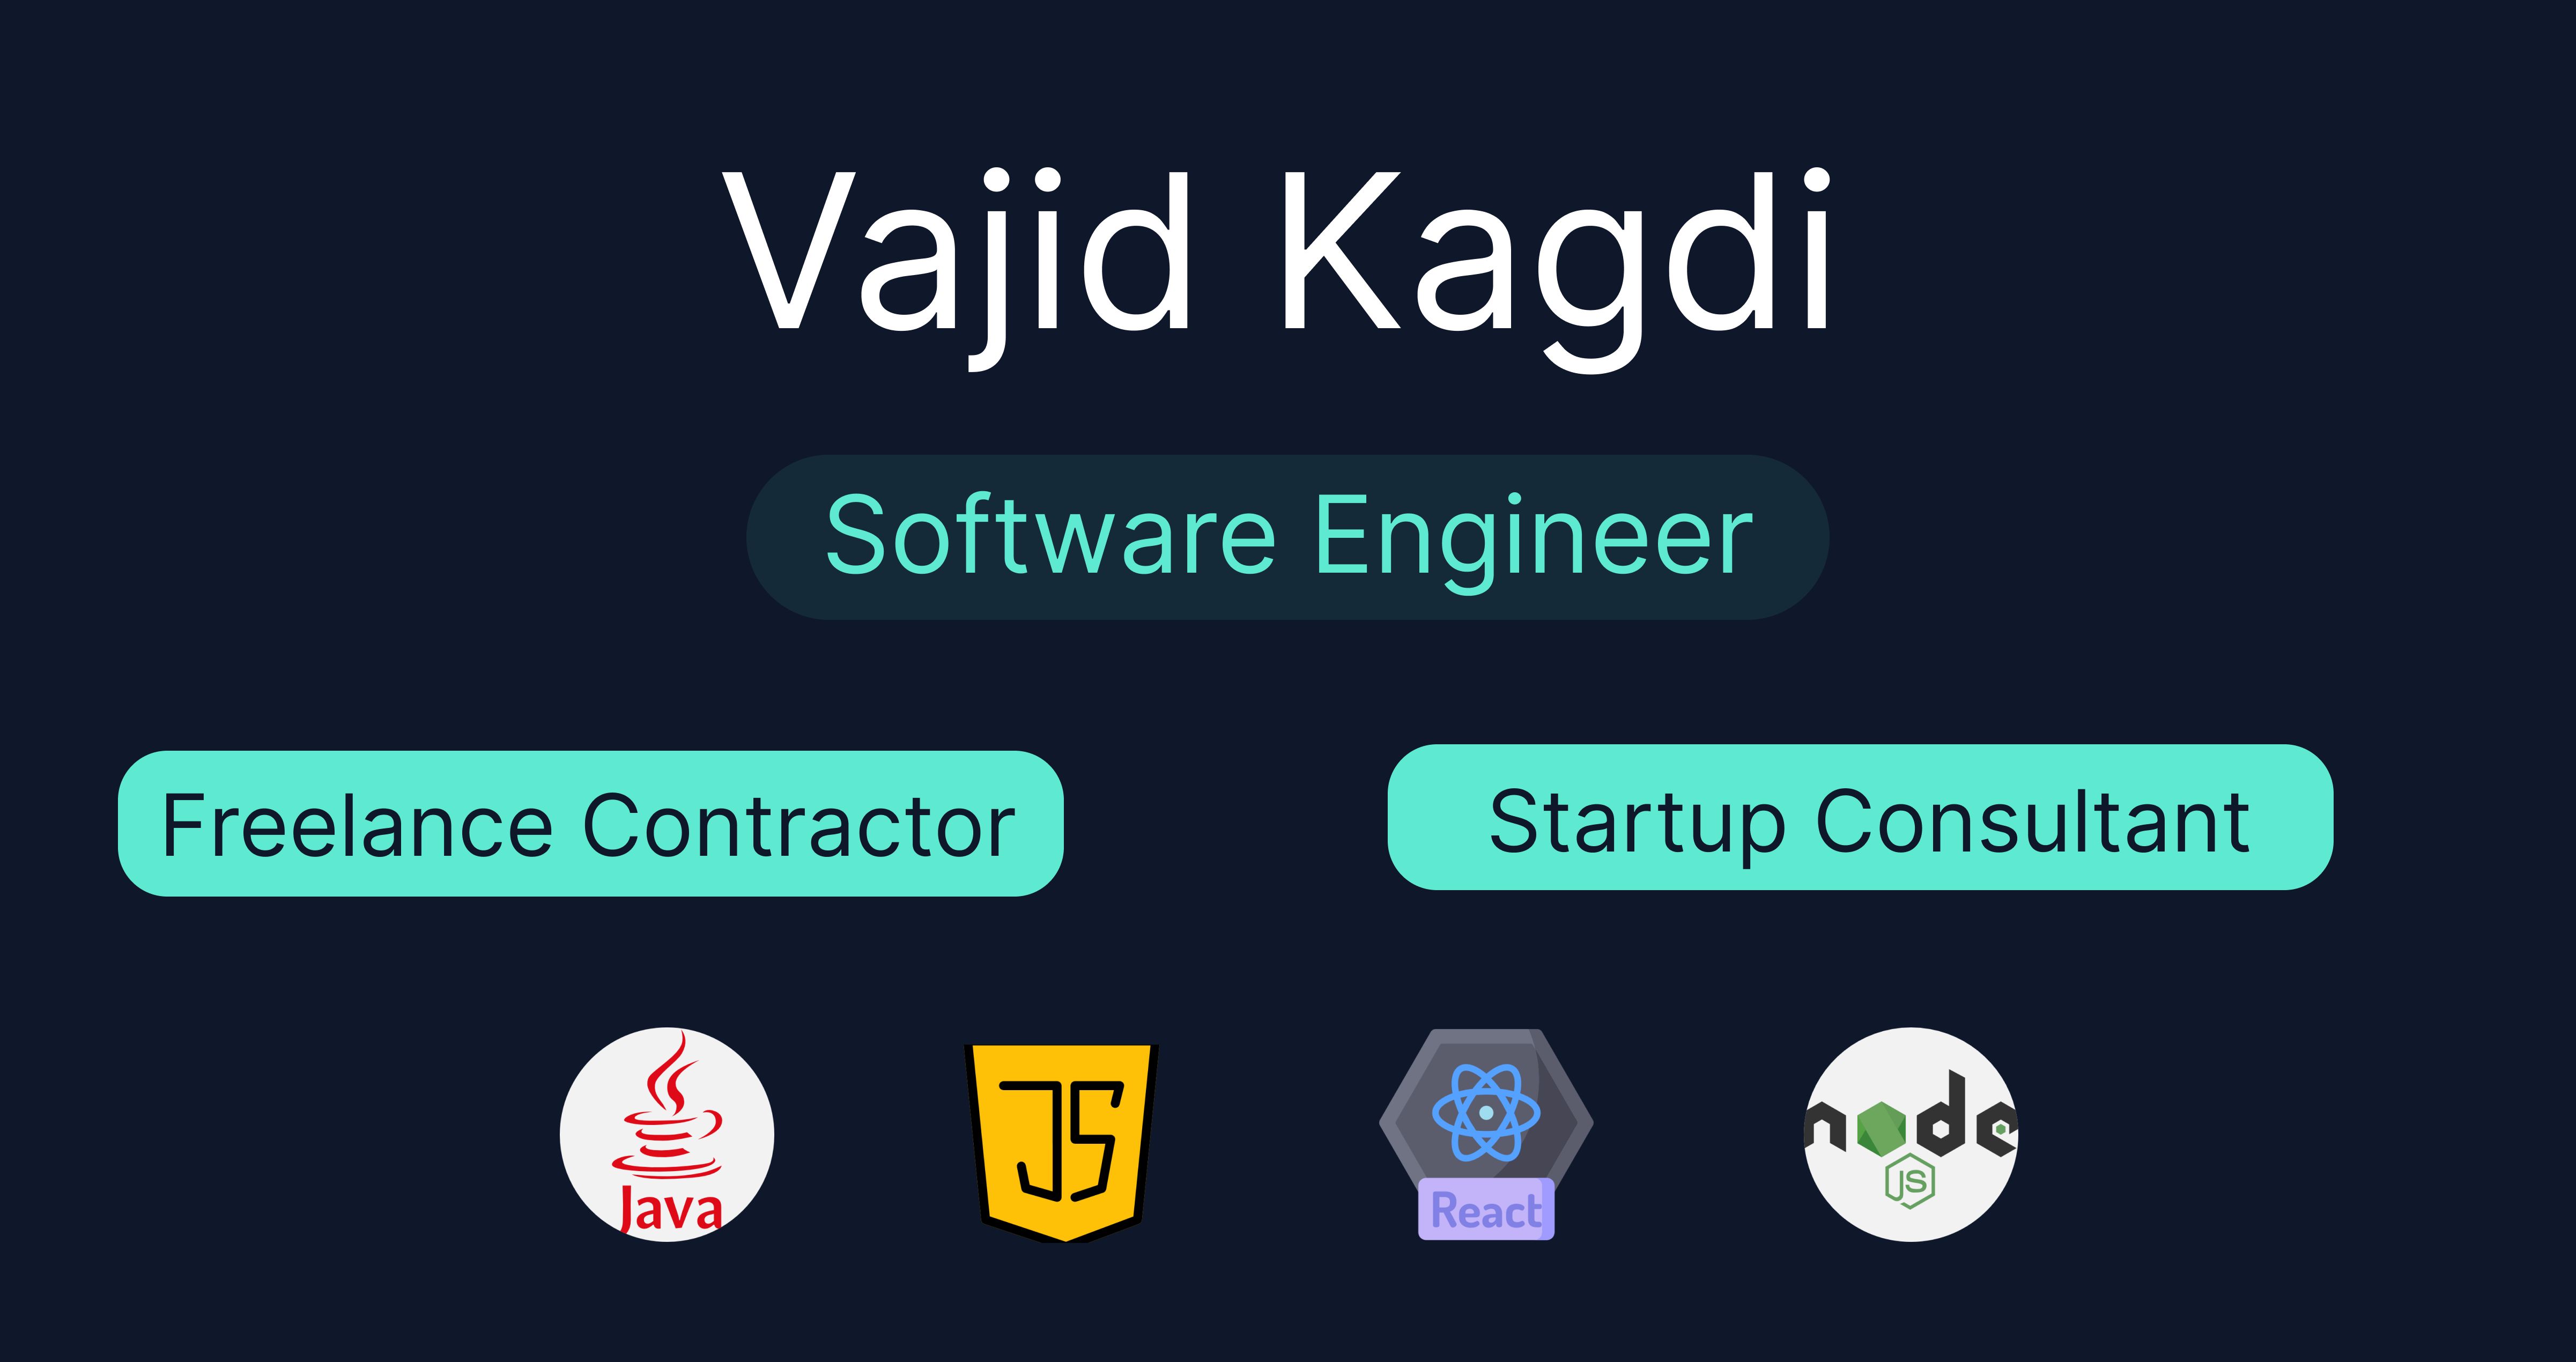 Vajid Kagdi
Software Engineer
Freelance Contractor
Startup Consultant
Java
JS
React
node
JS